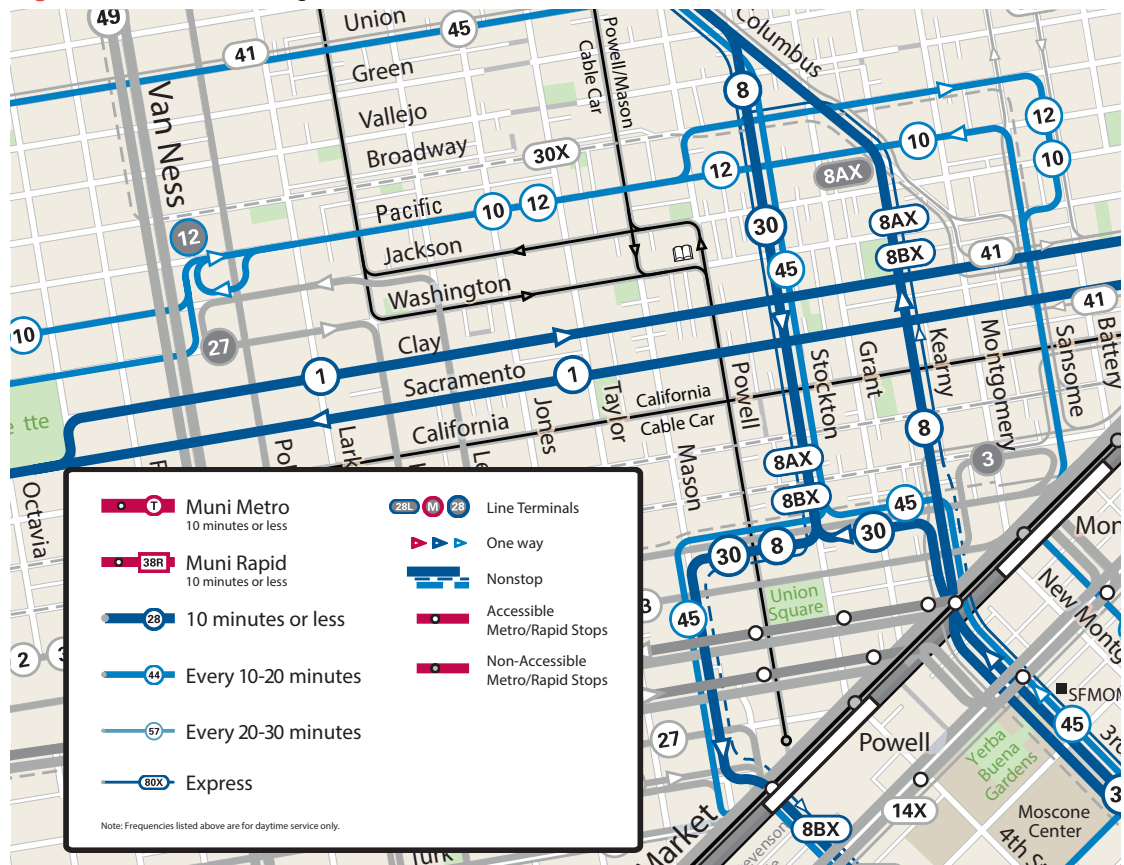 49
Union
45
41
Green
Powell/Mason
Cable Car
Columbus
Van Ness
Vallejo
8
Broadway
30X
12
10
12
10
8AX
Pacific
10
12
30
8AX
12
Jackson
45
8BX
41
Washington
41
10
27
Clay
1
Sacramento
1
California
Cable Car
California
Taylor
Jones
Mason
Powell
Stockton
Grant
Kearny
Montgomery
Sansome
Battery
8
8AX
3
8BX
45
Octavia
30
8
30
Union
Square
45
2
27
Powell
14X
8BX
Market
SFMOM
45
Yerba
Buena
Gardens
Moscone
Center
4th S
3r
New Montg
Mon
T
Muni Metro
10 minutes or less
38R
Muni Rapid
10 minutes or less
28
10 minutes or less
44
Every 10-20 minutes
57
Every 20-30 minutes
80X
Express
28L
M
28
Line Terminals
One way
Nonstop
Accessible
Metro/Rapid Stops
Non-Accessible
Metro/Rapid Stops
Note: Frequencies listed above are for daytime service only.